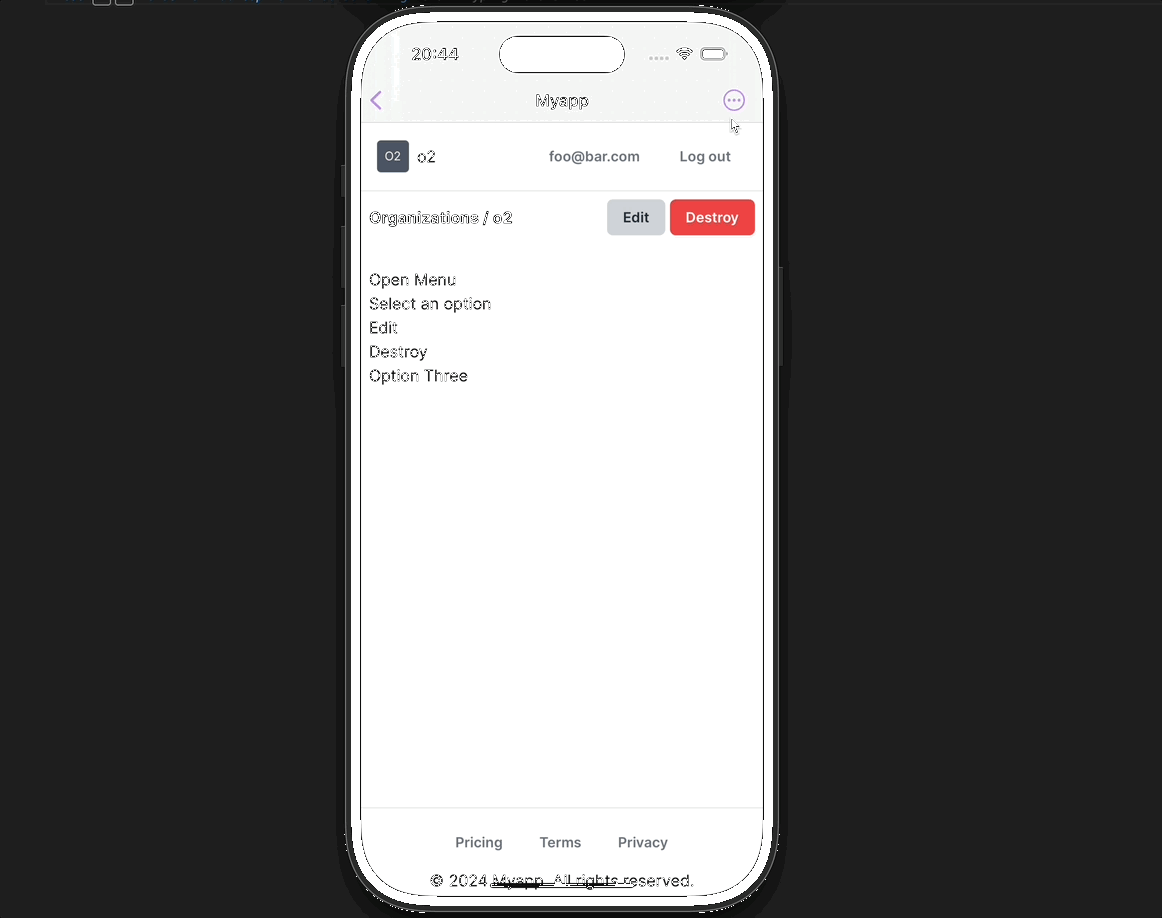 20:44
Myapp
O2 o2 foo@bar.com Log out
Organizations / o2 Edit Destroy
Open Menu
Select an option
Edit
Destroy
Option Three
Pricing Terms Privacy
© 2024 Myapp. All rights reserved.